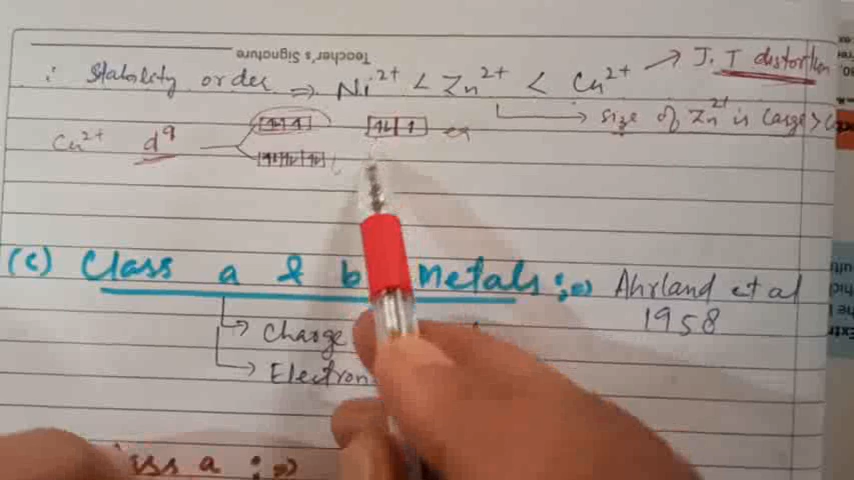 Teacher's Signature
∴ Stability order ⇒ Ni²⁺ < Zn²⁺ < Cu²⁺ → J.T distortion
→ size of Zn²⁺ is large > C
Cu²⁺ d⁹
(c) Class a & b Metals :⇒ Ahrland et al
1958
→ Charge
→ Electron
ass a :⇒